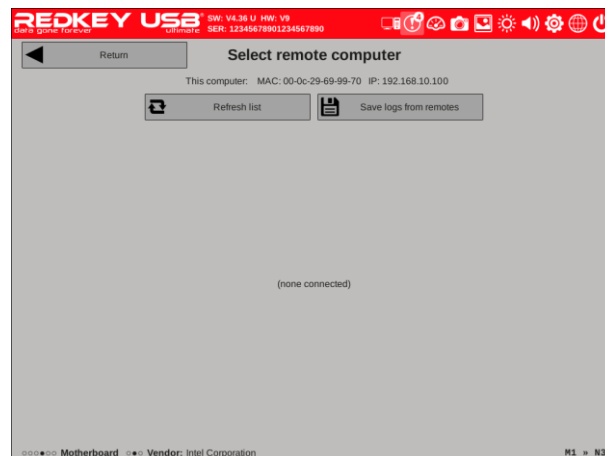 REDKEY USB®
data gone forever
ultimate
SW: V4.36 U HW: V9
SER: 12345678901234567890
Return
Select remote computer
This computer: MAC: 00-0c-29-69-99-70 IP: 192.168.10.100
Refresh list
Save logs from remotes
(none connected)
Motherboard Vendor: Intel Corporation
M1 » N3